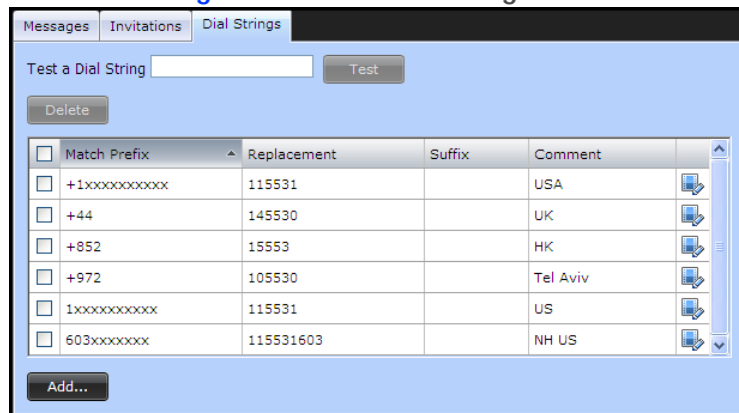 Messages Invitations Dial Strings
Test a Dial String Test
Delete
Match Prefix Replacement Suffix Comment
+1xxxxxxxxxx 115531 USA
+44 145530 UK
+852 15553 HK
+972 105530 Tel Aviv
1xxxxxxxxxx 115531 US
603xxxxxxx 115531603 NH US
Add...